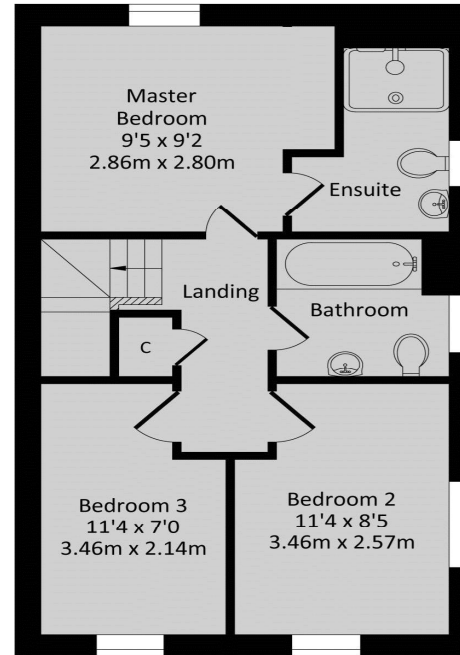 Master
Bedroom
9'5 x 9'2
2.86m x 2.80m
Ensuite
Landing
Bathroom
C
Bedroom 3
11'4 x 7'0
3.46m x 2.14m
Bedroom 2
11'4 x 8'5
3.46m x 2.57m